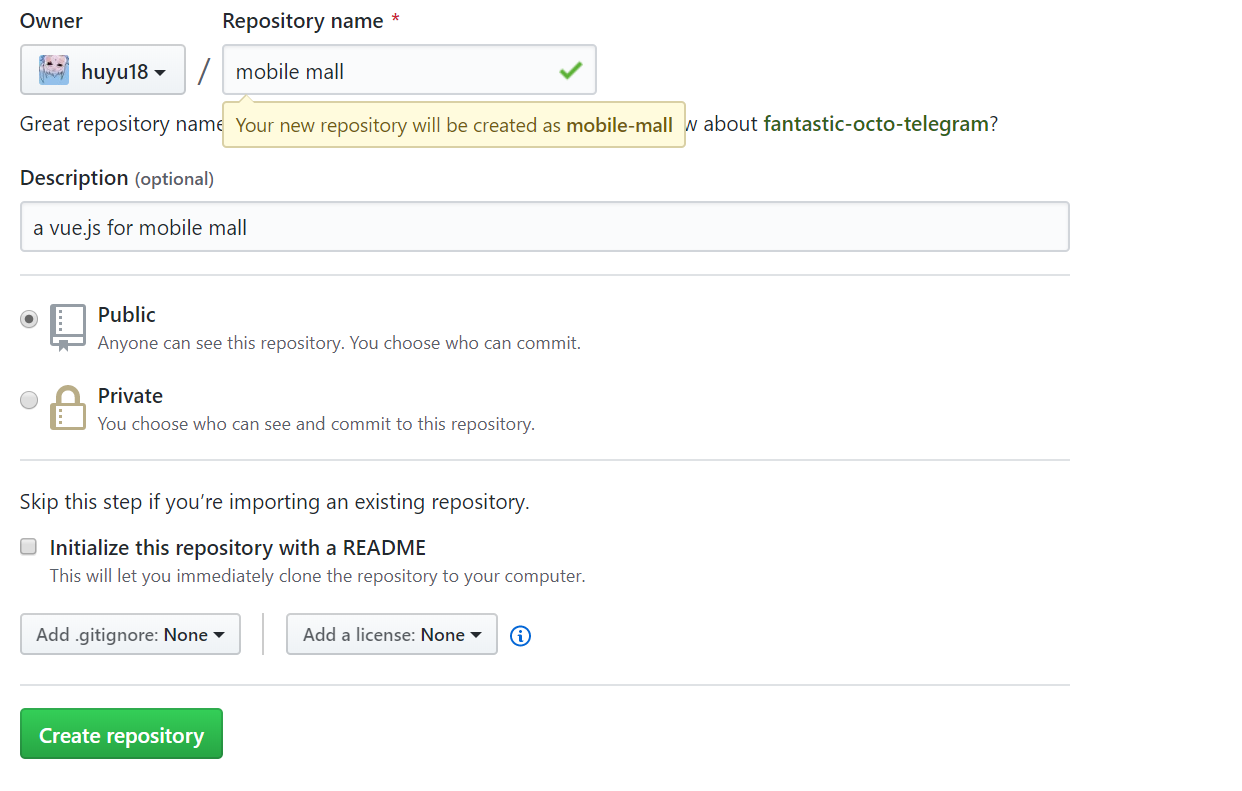 Owner
Repository name *
huyu18 / mobile mall
Great repository name
Your new repository will be created as mobile-mall
w about fantastic-octo-telegram?
Description (optional)
a vue.js for mobile mall
Public
Anyone can see this repository. You choose who can commit.
Private
You choose who can see and commit to this repository.
Skip this step if you’re importing an existing repository.
Initialize this repository with a README
This will let you immediately clone the repository to your computer.
Add .gitignore: None
Add a license: None
Create repository